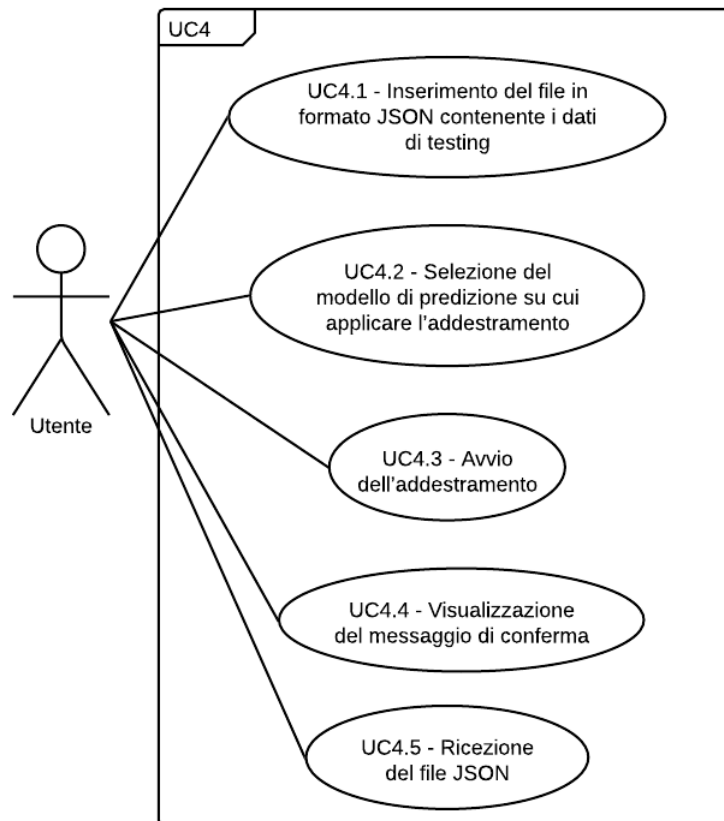 UC4
UC4.1 - Inserimento del file in
formato JSON contenente i dati
di testing
UC4.2 - Selezione del
modello di predizione su cui
applicare l'addestramento
Utente
UC4.3 - Avvio
dell'addestramento
UC4.4 - Visualizzazione
del messaggio di conferma
UC4.5 - Ricezione
del file JSON